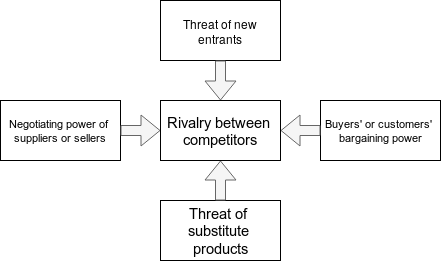 Threat of new
entrants
Negotiating power of
suppliers or sellers
Rivalry between
competitors
Buyers' or customers'
bargaining power
Threat of
substitute
products